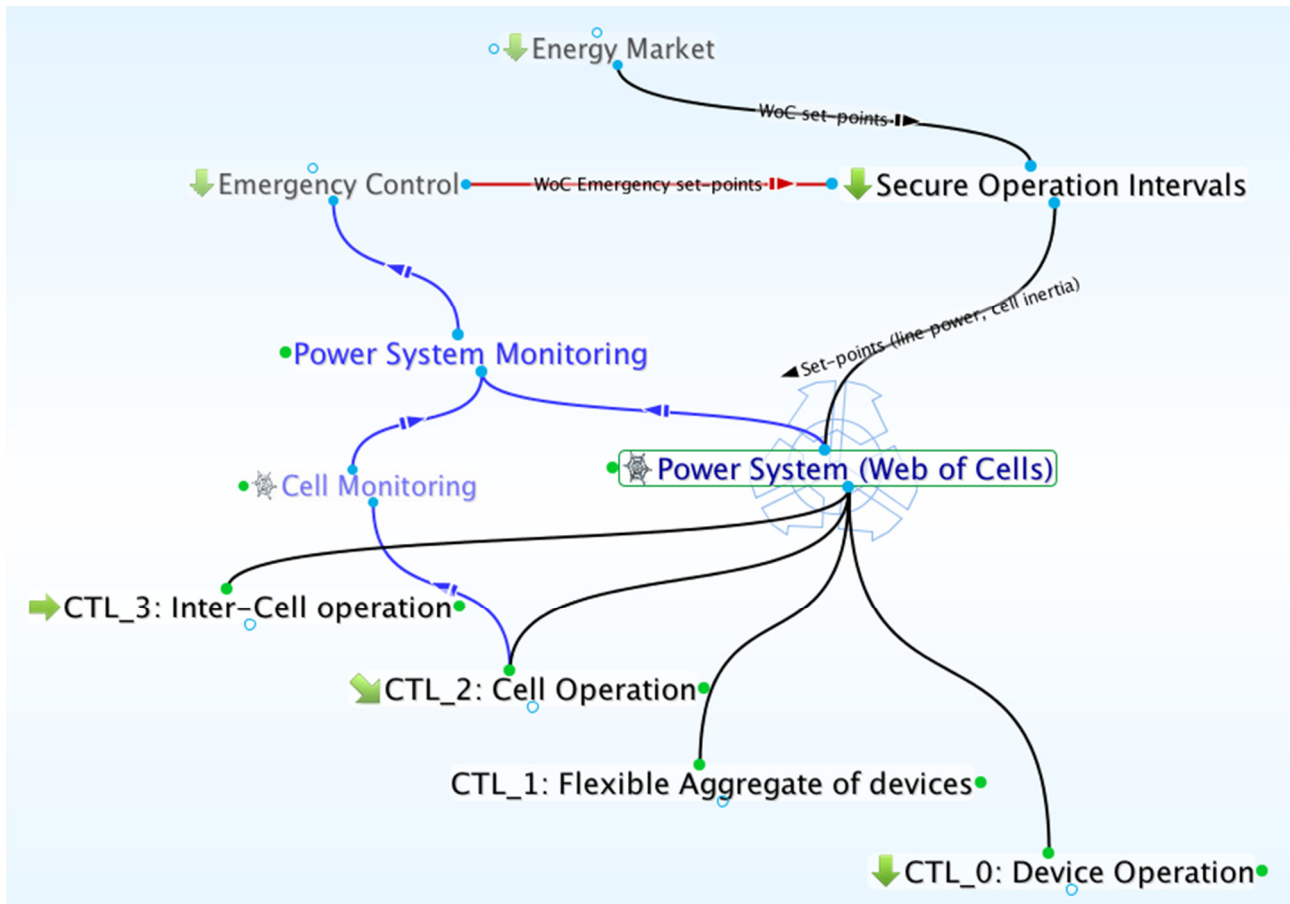 Energy Market
WoC set-points
Emergency Control
WoC Emergency set-points
Secure Operation Intervals
Set-points (line power, cell inertia)
Power System Monitoring
Power System (Web of Cells)
Cell Monitoring
CTL_3: Inter-Cell operation
CTL_2: Cell Operation
CTL_1: Flexible Aggregate of devices
CTL_0: Device Operation